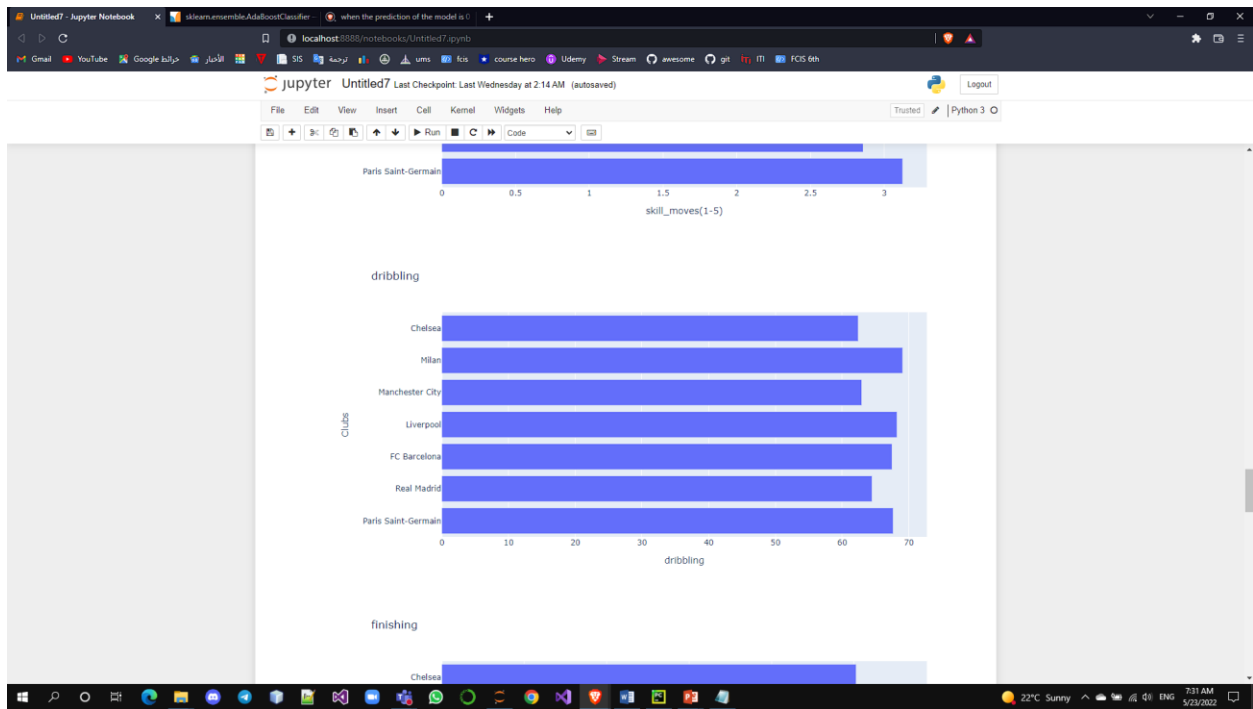 Untitled7 - Jupyter Notebook
sklearn.ensemble.AdaBoostClassifier
when the prediction of the model is 0
localhost:8888/notebooks/Untitled7.ipynb
Gmail YouTube خرائط Google الأخبار SIS ترجمة ums fcis course hero Udemy Stream awesome git ITI FCIS 6th
jupyter Untitled7 Last Checkpoint: Last Wednesday at 2:14 AM (autosaved)
Logout
File Edit View Insert Cell Kernel Widgets Help
Trusted Python 3
Run Code
Paris Saint-Germain
0 0.5 1 1.5 2 2.5 3
skill_moves(1-5)
dribbling
Chelsea
Milan
Manchester City
Clubs
Liverpool
FC Barcelona
Real Madrid
Paris Saint-Germain
0 10 20 30 40 50 60 70
dribbling
finishing
Chelsea
22°C Sunny ENG 7:31 AM
5/23/2022